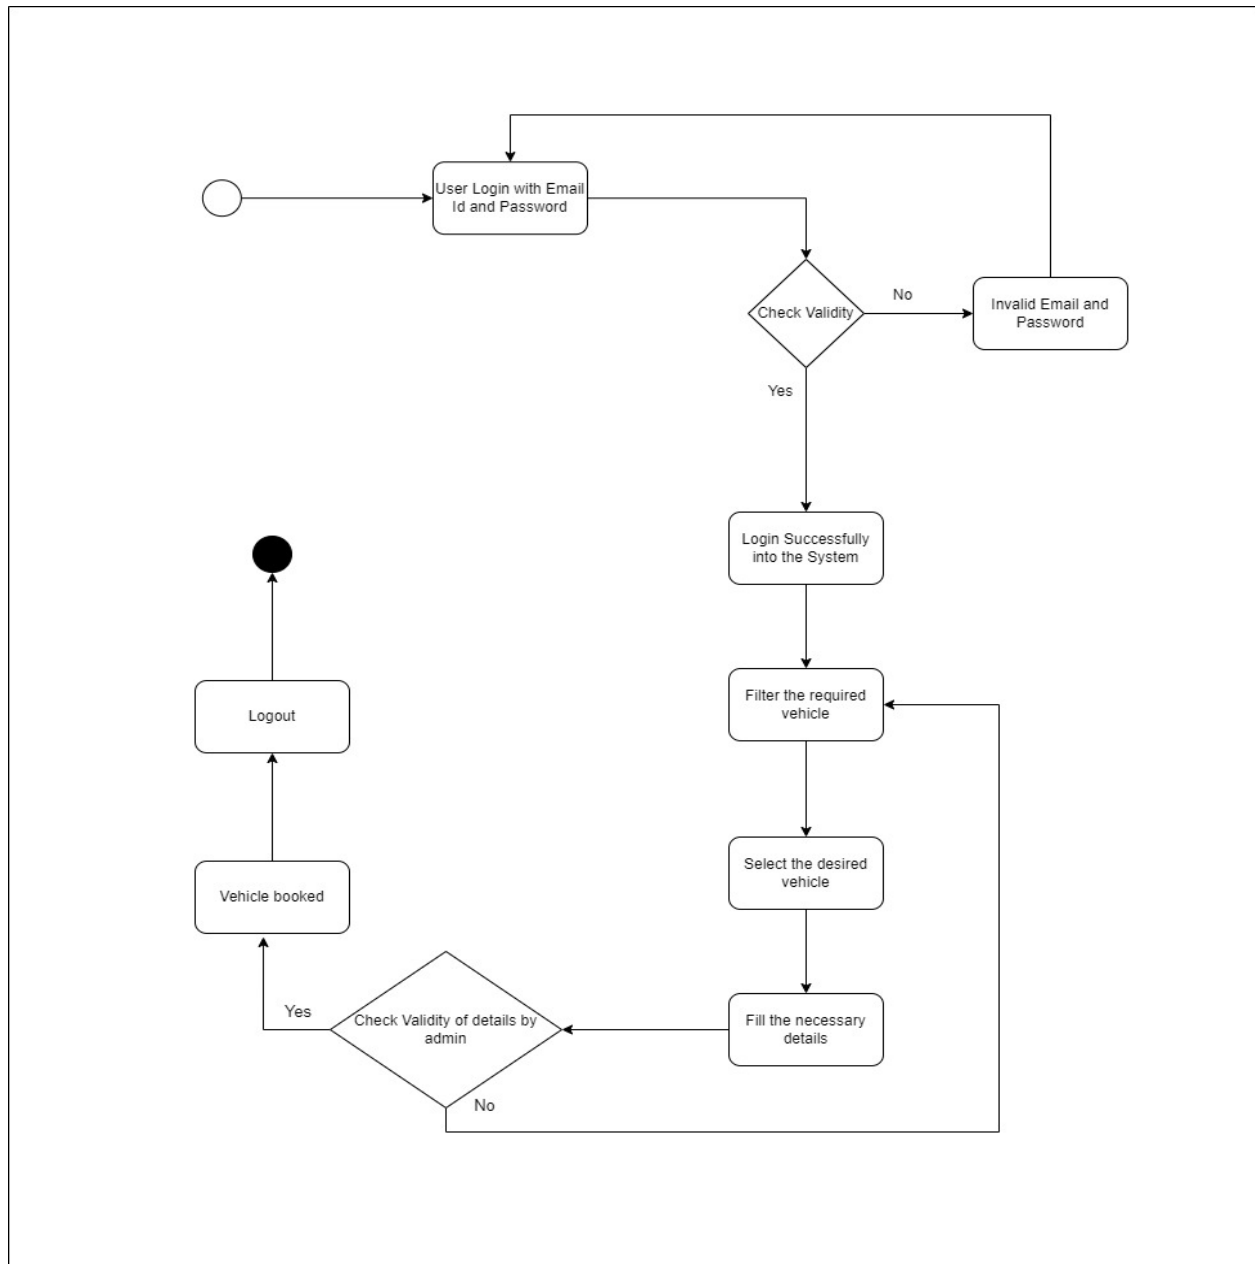 User Login with Email
Id and Password
Check Validity
No
Invalid Email and
Password
Yes
Login Successfully
into the System
Filter the required
vehicle
Select the desired
vehicle
Fill the necessary
details
Check Validity of details by
admin
No
Yes
Vehicle booked
Logout